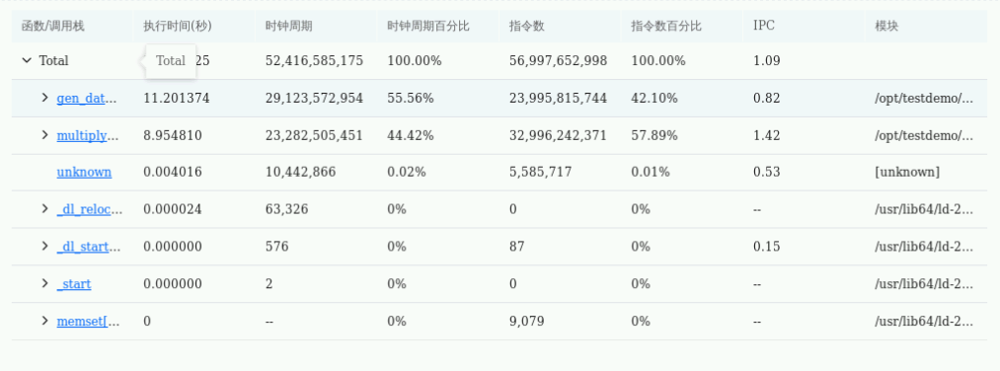 函数/调用栈 执行时间(秒) 时钟周期 时钟周期百分比 指令数 指令数百分比 IPC 模块
Total Total 25 52,416,585,175 100.00% 56,997,652,998 100.00% 1.09
gen_dat... 11.201374 29,123,572,954 55.56% 23,995,815,744 42.10% 0.82 /opt/testdemo/...
multiply... 8.954810 23,282,505,451 44.42% 32,996,242,371 57.89% 1.42 /opt/testdemo/...
unknown 0.004016 10,442,866 0.02% 5,585,717 0.01% 0.53 [unknown]
_dl_reloc... 0.000024 63,326 0% 0 0% -- /usr/lib64/ld-2...
_dl_start... 0.000000 576 0% 87 0% 0.15 /usr/lib64/ld-2...
_start 0.000000 2 0% 0 0% -- /usr/lib64/ld-2...
memset[... 0 -- 0% 9,079 0% -- /usr/lib64/ld-2...